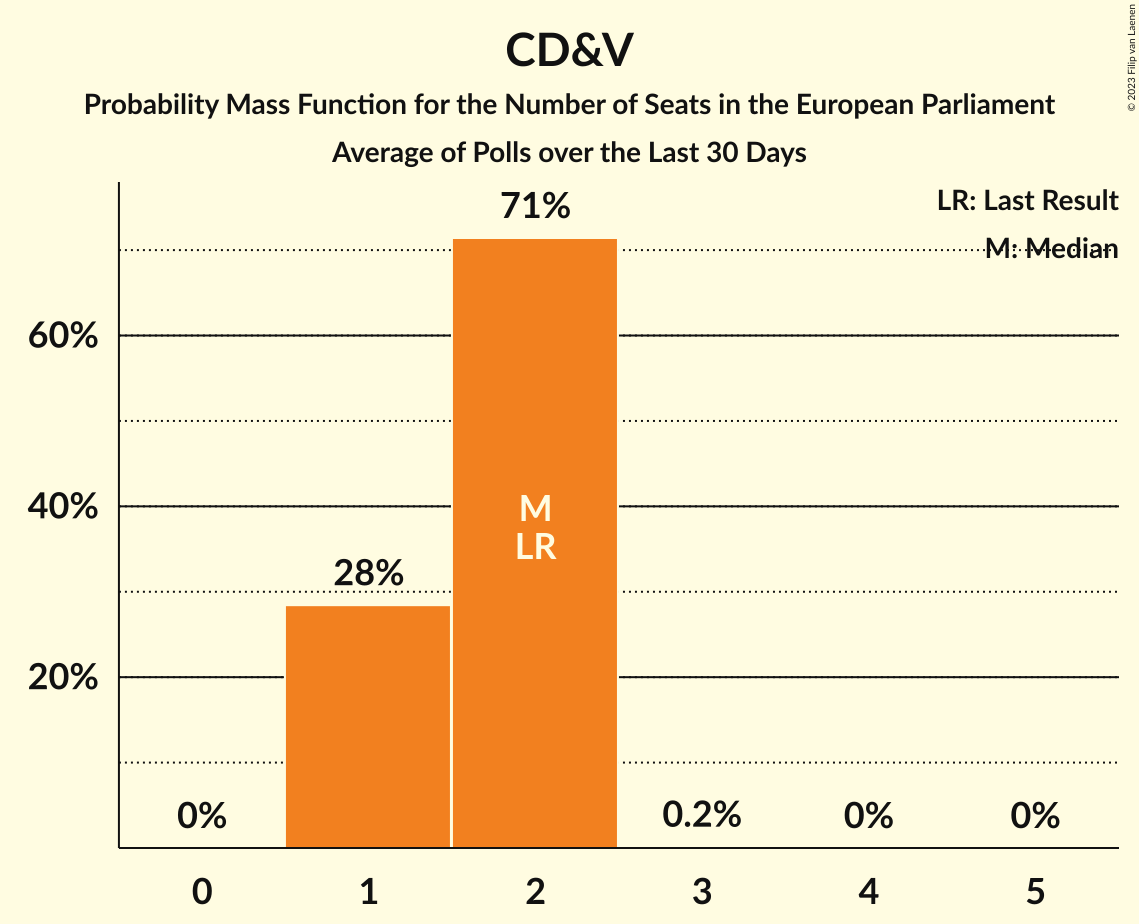 CD&V
Probability Mass Function for the Number of Seats in the European Parliament
Average of Polls over the Last 30 Days
© 2023 Filip van Laenen
LR: Last Result
M: Median
71%
60%
40%
20%
28%
M
LR
0%
0.2%
0%
0%
0
1
2
3
4
5